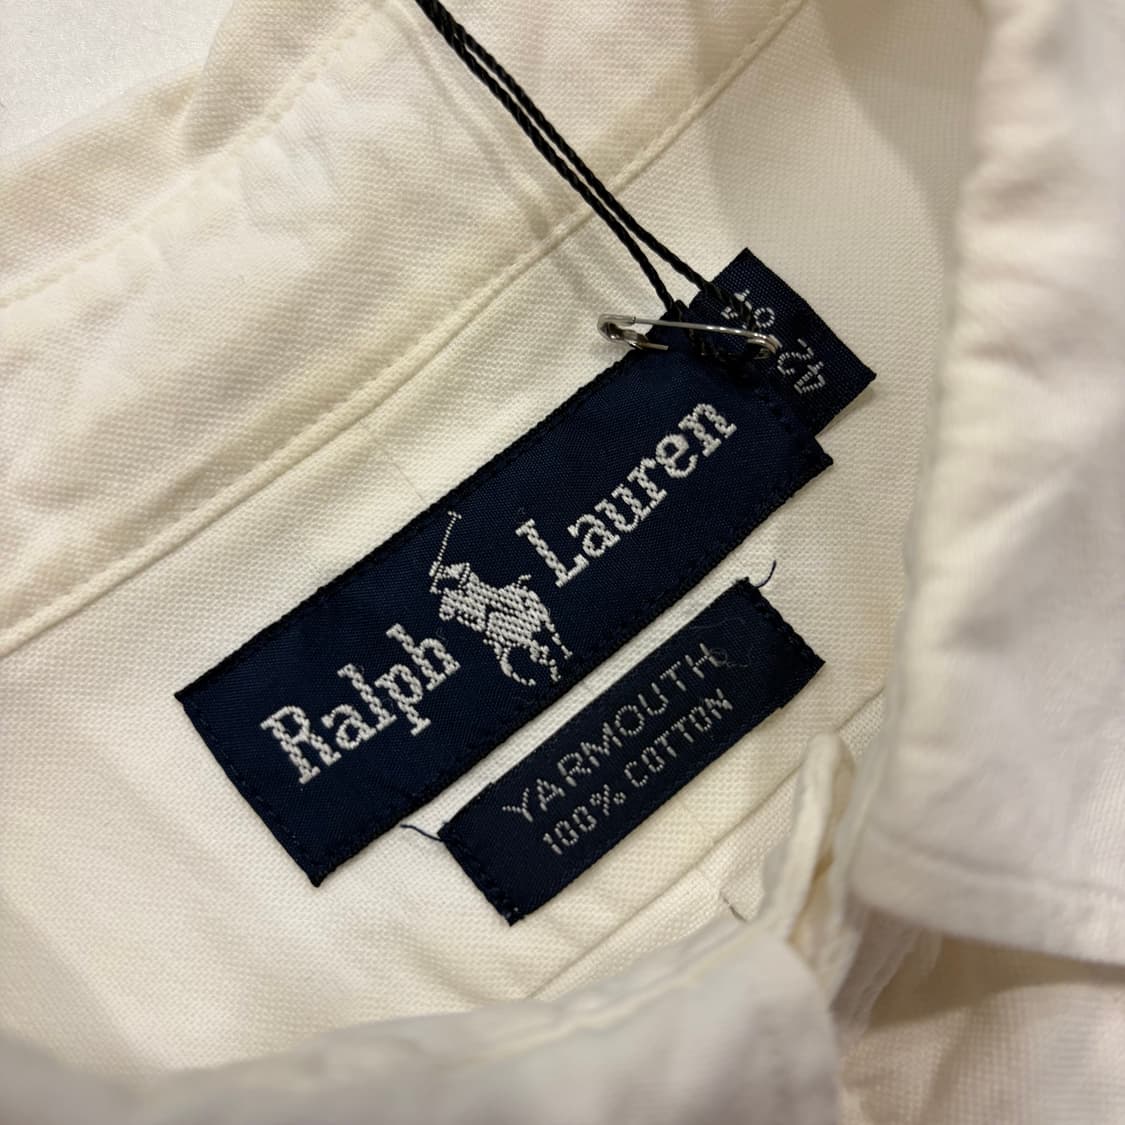 Ralph Lauren
YARMOUTH
100% COTTON